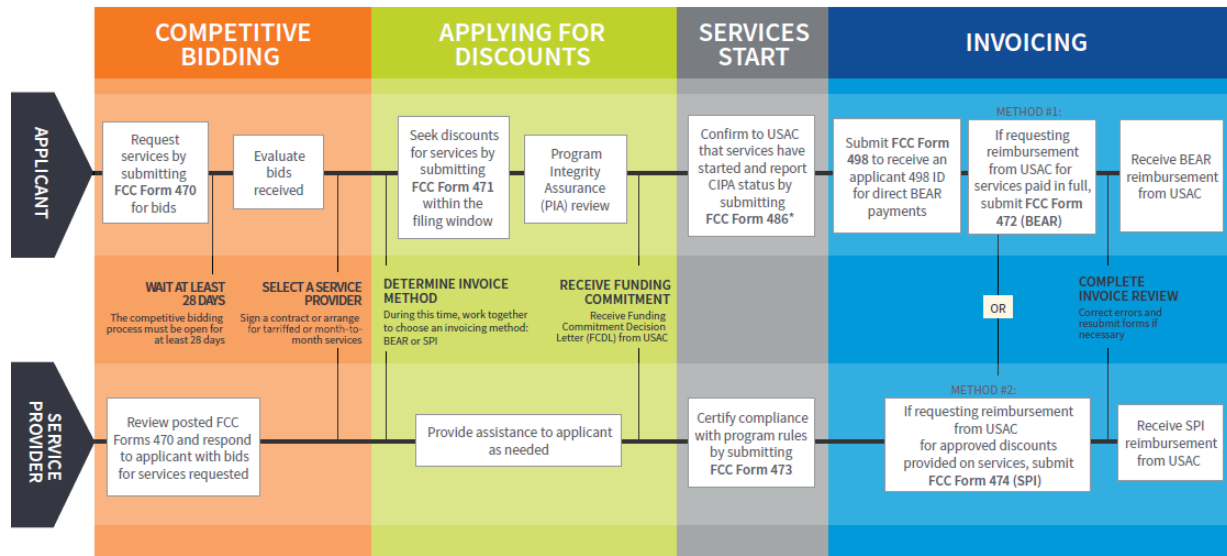 COMPETITIVE
BIDDING
APPLYING FOR
DISCOUNTS
SERVICES
START
INVOICING
APPLICANT
Request
services by
submitting
FCC Form 470
for bids
Evaluate
bids
received
Seek discounts
for services by
submitting
FCC Form 471
within the
filing window
Program
Integrity
Assurance
(PIA) review
Confirm to USAC
that services have
started and report
CIPA status by
submitting
FCC Form 486*
Submit FCC Form
498 to receive an
applicant 498 ID
for direct BEAR
payments
METHOD #1:
If requesting
reimbursement
from USAC for
services paid in full,
submit FCC Form
472 (BEAR)
Receive BEAR
reimbursement
from USAC
WAIT AT LEAST
28 DAYS
The competitive bidding
process must be open for
at least 28 days
SELECT A SERVICE
PROVIDER
Sign a contract or arrange
for tarriffed or month-to-
month services
DETERMINE INVOICE
METHOD
During this time, work together
to choose an invoicing method:
BEAR or SPI
RECEIVE FUNDING
COMMITMENT
Receive Funding
Commitment Decision
Letter (FCDL) from USAC
OR
COMPLETE
INVOICE REVIEW
Correct errors and
resubmit forms if
necessary
SERVICE
PROVIDER
Review posted FCC
Forms 470 and respond
to applicant with bids
for services requested
Provide assistance to applicant
as needed
Certify compliance
with program rules
by submitting
FCC Form 473
METHOD #2:
If requesting reimbursement
from USAC
for approved discounts
provided on services, submit
FCC Form 474 (SPI)
Receive SPI
reimbursement
from USAC